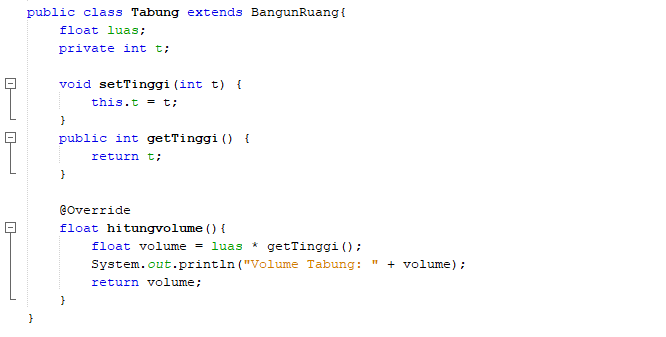 public class Tabung extends BangunRuang{
float luas;
private int t;
void setTinggi(int t) {
this.t = t;
}
public int getTinggi() {
return t;
}
@Override
float hitungvolume(){
float volume = luas * getTinggi();
System.out.println("Volume Tabung: " + volume);
return volume;
}
}